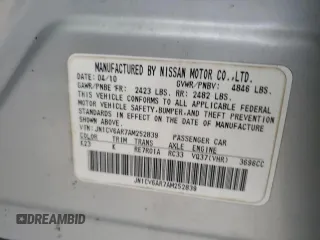 MANUFACTURED BY NISSAN MOTOR CO.,LTD.
DATE: 04/10 GVWR/PNBV: 4846 LBS.
GAWR/PNBE FR: 2423 LBS. RR: 2482 LBS.
THIS VEHICLE CONFORMS TO ALL APPLICABLE FEDERAL
MOTOR VEHICLE SAFETY, BUMPER, AND THEFT PREVENTION
STANDARDS IN EFFECT ON THE DATE OF MANUFACTURE
SHOWN ABOVE.
VIN: JN1CV6AR7AM252839 PASSENGER CAR
COLOR TRIM TRANS AXLE ENGINE
K23 K RE7R01A RC33 VQ37(VHR) 3696CC
JN1CV6AR7AM252839